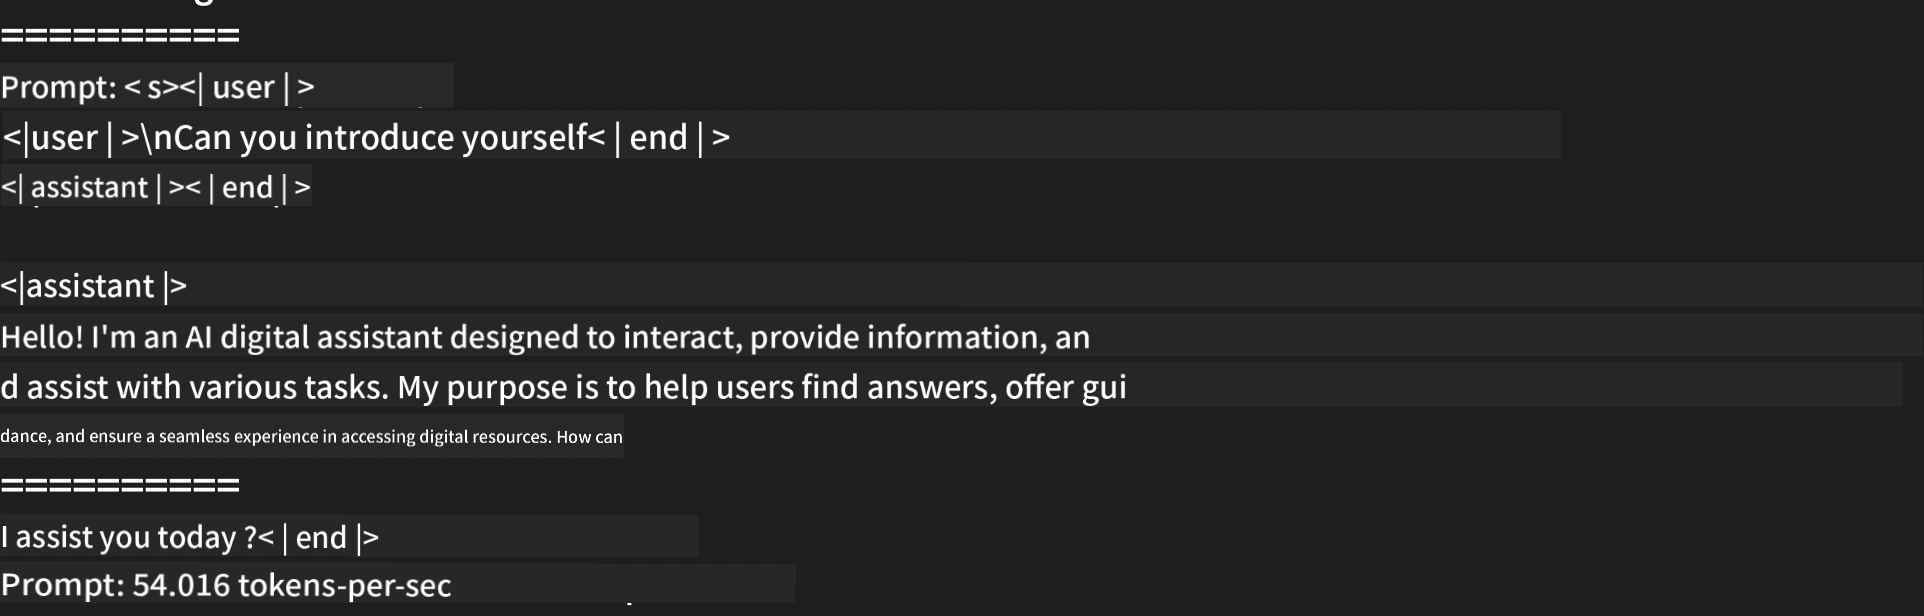 ==========
Prompt: < s><| user | >
<|user | >\nCan you introduce yourself< | end | >
<| assistant | >< | end | >
<|assistant |>
Hello! I'm an AI digital assistant designed to interact, provide information, an
d assist with various tasks. My purpose is to help users find answers, offer gui
dance, and ensure a seamless experience in accessing digital resources. How can
==========
I assist you today ?< | end |>
Prompt: 54.016 tokens-per-sec